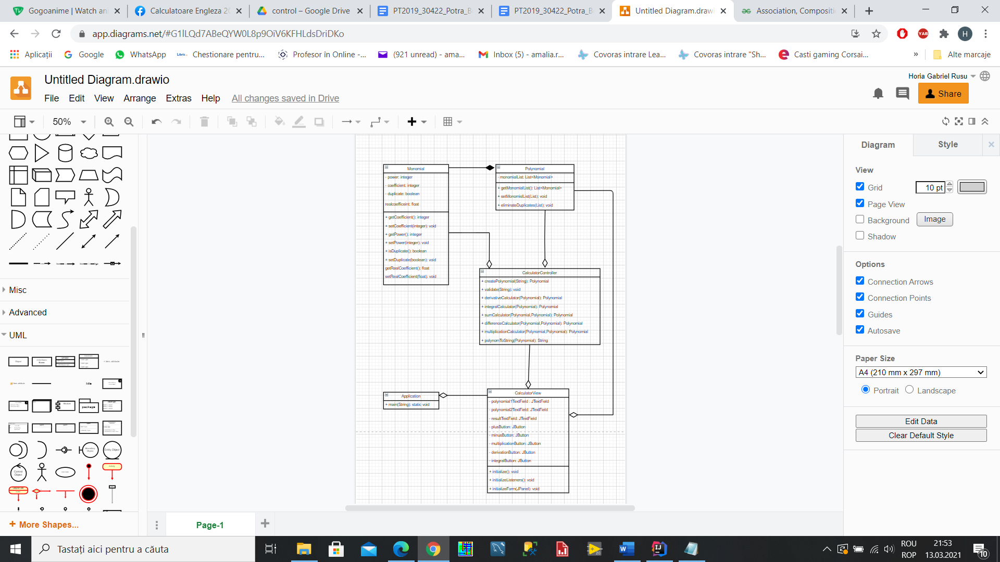 Gogoanime | Watch ani
Calculatoare Engleza 20
control – Google Drive
PT2019_30422_Potra_B
PT2019_30422_Potra_B
Untitled Diagram.drawi
Association, Compositi
app.diagrams.net/#G1lLQd7ABeQYW0L8p9OiV6KFHLdsDriDKo
H
Aplicații
Google
WhatsApp
Chestionare pentru...
Profesor în Online -...
(921 unread) - ama...
Inbox (5) - amalia.r...
Covoras intrare Lea...
Covoras intrare "Sh...
Casti gaming Corsai...
»
Alte marcaje
Untitled Diagram.drawio
Horia Gabriel Rusu
File Edit View Arrange Extras Help All changes saved in Drive
Share
50%
Misc
Advanced
UML
More Shapes...
Monomial
- power: integer
- coefficient: integer
- duplicate: boolean
realcoefficeint: float
+ getCoefficient(): integer
+ setCoefficient(integer): void
+ getPower(): integer
+ setPower(integer): void
+ isDuplicate(): boolean
+ setDuplicate(boolean): void
getRealCoefficient(): float
setRealCoefficient(float): void
Polynomial
- monomialList: List<Monomial>
+ getMonomialList(): List<Monomial>
+ setMonomislList(List): void
+ eliminateDuplicates(List): void
CalculatorController
+ createPolynomial(String): Polynomial
+ validate(String): void
+ derivativeCalculator(Polynomial): Polynomial
+ integralCalculator(Polynomial): Polynomial
+ sumCalculator(Polynomial,Polynomial): Polynomial
+ differenceCalculator(Polynomial,Polynomial): Polynomial
+ multiplicationCalculator(Polynomial,Polynomial): Polynomial
+ polynomToString(Polynomial): String
Application
+ main(String): static void
CalculatorView
- polynomial1TextField : JTextField
- polynomial2TextField: JTextField
- resultTextField: JTextField
- plusButton: JButton
- minusButton: JButton
- multiplicationButton: JButton
- derivationButton: JButton
- integralButton: JButton
+ initialize(): void
+ initializeListeners(): void
+ initializeForm(JPanel): void
Diagram
Style
View
Grid
10 pt
Page View
Background
Image
Shadow
Options
Connection Arrows
Connection Points
Guides
Autosave
Paper Size
A4 (210 mm x 297 mm)
Portrait
Landscape
Edit Data
Clear Default Style
Page-1
Tastați aici pentru a căuta
ROU
ROP
21:53
13.03.2021
10